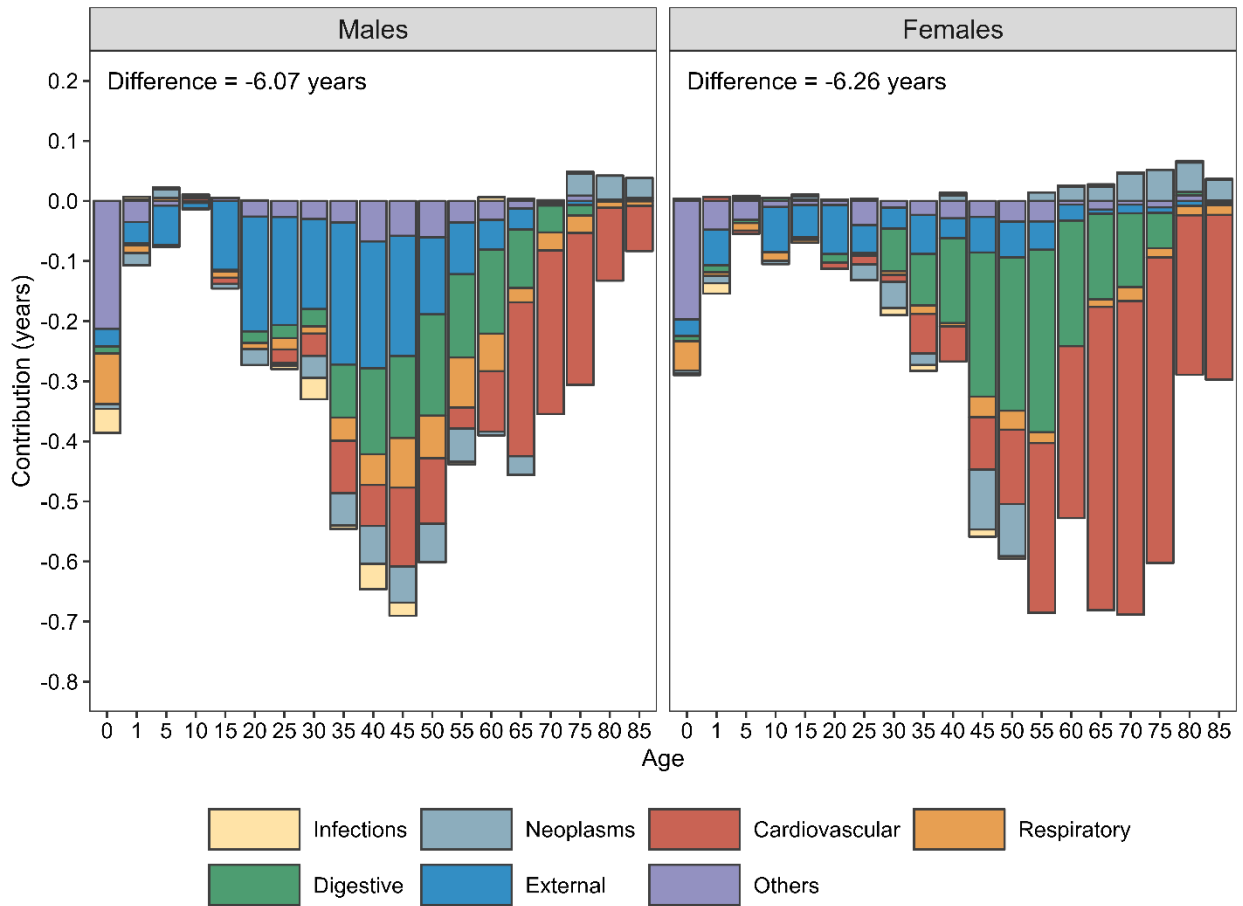 Males
Females
Difference = -6.07 years
Difference = -6.26 years
Contribution (years)
0.2
0.1
0.0
-0.1
-0.2
-0.3
-0.4
-0.5
-0.6
-0.7
-0.8
0 1 5 10 15 20 25 30 35 40 45 50 55 60 65 70 75 80 85
0 1 5 10 15 20 25 30 35 40 45 50 55 60 65 70 75 80 85
Age
Infections Neoplasms Cardiovascular Respiratory
Digestive External Others